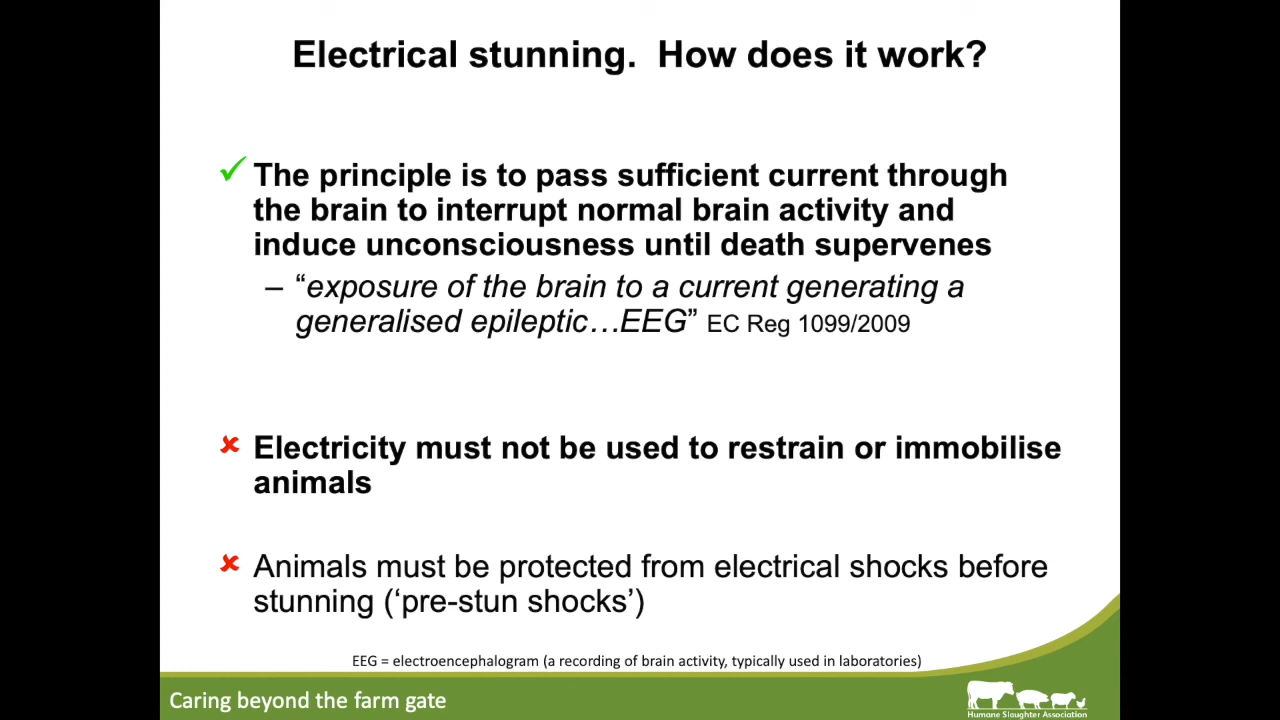 Electrical stunning.  How does it work?
✓ The principle is to pass sufficient current through
the brain to interrupt normal brain activity and
induce unconsciousness until death supervenes
– “exposure of the brain to a current generating a
generalised epileptic…EEG” EC Reg 1099/2009
✘ Electricity must not be used to restrain or immobilise
animals
✘ Animals must be protected from electrical shocks before
stunning (‘pre-stun shocks’)
EEG = electroencephalogram (a recording of brain activity, typically used in laboratories)
Caring beyond the farm gate
Humane Slaughter Association